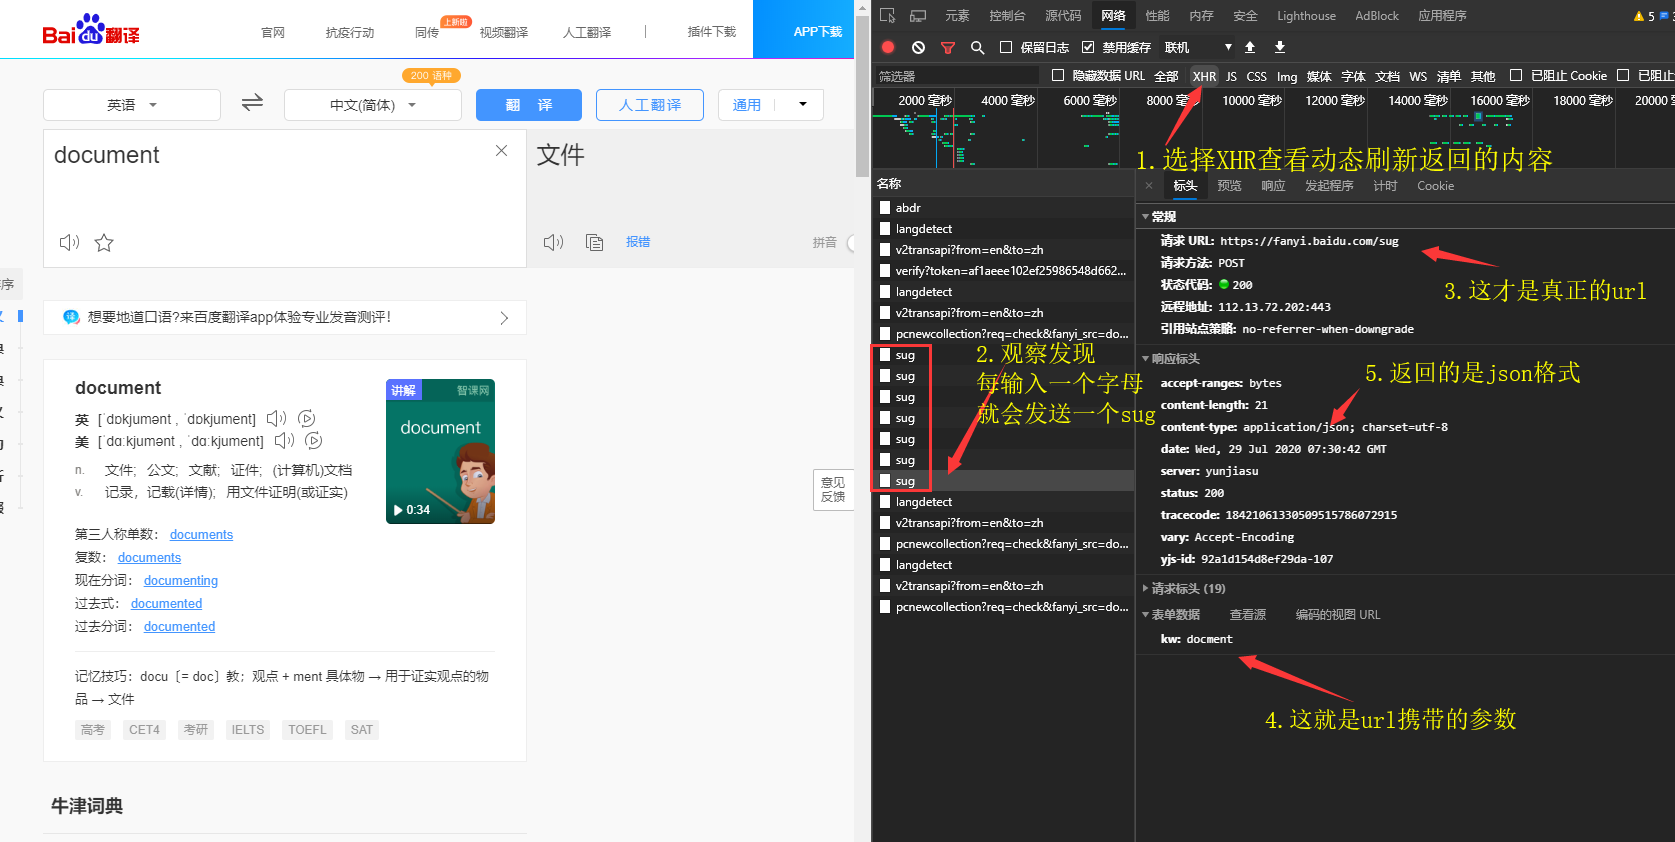 Bai du 翻译
官网
抗疫行动
同传
上新啦
视频翻译
人工翻译
插件下载
APP下载
200 语种
英语
中文(简体)
翻 译
人工翻译
通用
document
文件
报错
拼音
序
想要地道口语?来百度翻译app体验专业发音测评!
document
英 [ˈdɒkjumənt , ˈdɒkjument]
美 [ˈdɑːkjumənt , ˈdɑːkjument]
n. 文件; 公文; 文献; 证件; (计算机)文档
v. 记录, 记载(详情); 用文件证明(或证实)
讲解
智课网
document
0:34
第三人称单数: documents
复数: documents
现在分词: documenting
过去式: documented
过去分词: documented
记忆技巧: docu〔= doc〕教; 观点 + ment 具体物 → 用于证实观点的物
品 → 文件
高考 CET4 考研 IELTS TOEFL SAT
意见
反馈
牛津词典
元素 控制台 源代码 网络 性能 内存 安全 Lighthouse AdBlock 应用程序
5
保留日志 禁用缓存 联机
筛选器
隐藏数据 URL 全部 XHR JS CSS Img 媒体 字体 文档 WS 清单 其他 已阻止 Cookie 已阻止
2000 毫秒 4000 毫秒 6000 毫秒 8000 毫秒 10000 毫秒 12000 毫秒 14000 毫秒 16000 毫秒 18000 毫秒 20000
1.选择XHR查看动态刷新返回的内容
名称
abdr
langdetect
v2transapi?from=en&to=zh
verify?token=af1aeee102ef25986548d662...
langdetect
v2transapi?from=en&to=zh
pcnewcollection?req=check&fanyi_src=do...
sug
sug
sug
sug
sug
sug
sug
langdetect
v2transapi?from=en&to=zh
pcnewcollection?req=check&fanyi_src=do...
langdetect
v2transapi?from=en&to=zh
pcnewcollection?req=check&fanyi_src=do...
2.观察发现
每输入一个字母
就会发送一个sug
标头 预览 响应 发起程序 计时 Cookie
常规
请求 URL: https://fanyi.baidu.com/sug
请求方法: POST
状态代码: 200
远程地址: 112.13.72.202:443
引用站点策略: no-referrer-when-downgrade
3.这才是真正的url
响应标头
accept-ranges: bytes
content-length: 21
content-type: application/json; charset=utf-8
date: Wed, 29 Jul 2020 07:30:42 GMT
server: yunjiasu
status: 200
tracecode: 18421061330509515786072915
vary: Accept-Encoding
yjs-id: 92a1d154d8ef29da-107
5.返回的是json格式
请求标头 (19)
表单数据 查看源 编码的视图 URL
kw: docment
4.这就是url携带的参数